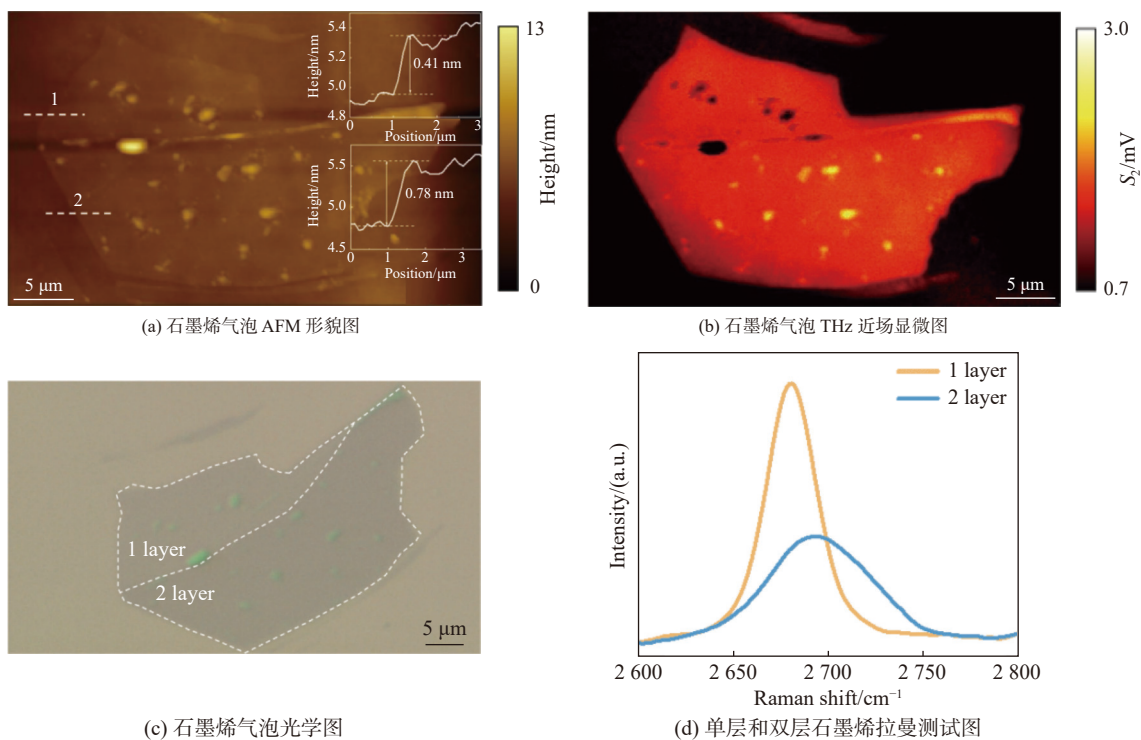 1
2
5 μm
5.4
5.2
5.0
4.8
Height/nm
0.41 nm
0 1 2 3
Position/μm
5.5
5.0
4.5
Height/nm
0.78 nm
0 1 2 3
Position/μm
13
Height/nm
0
(a) 石墨烯气泡 AFM 形貌图
5 μm
3.0
S₂/mV
0.7
(b) 石墨烯气泡 THz 近场显微图
1 layer
2 layer
5 μm
(c) 石墨烯气泡光学图
1 layer
2 layer
Intensity/(a.u.)
2 600 2 650 2 700 2 750 2 800
Raman shift/cm⁻¹
(d) 单层和双层石墨烯拉曼测试图